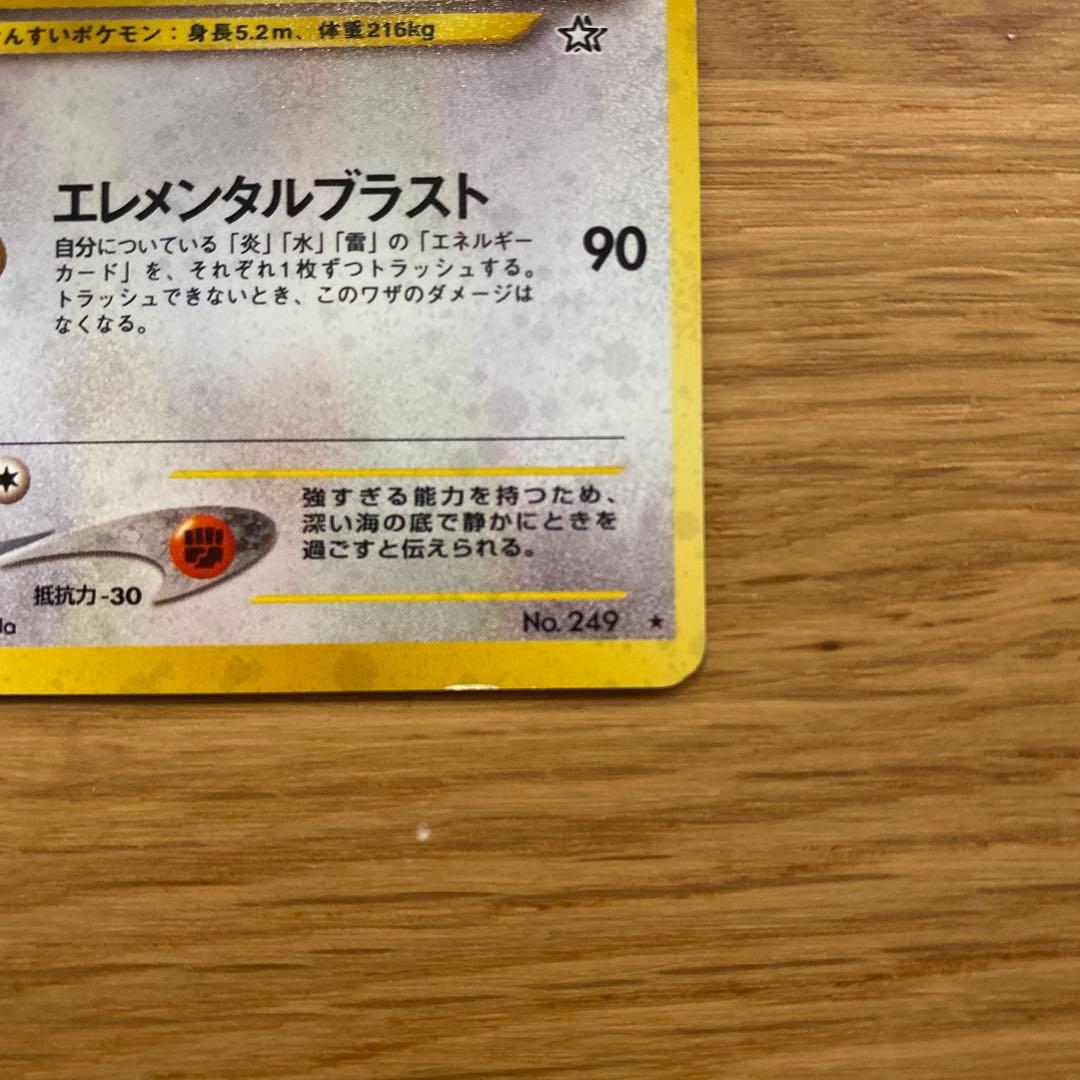 んすいポケモン：身長5.2m、体重216kg
エレメンタルブラスト
自分についている「炎」「水」「雷」の「エネルギー
カード」を、それぞれ1枚ずつトラッシュする。
トラッシュできないとき、このワザのダメージは
なくなる。
90
強すぎる能力を持つため、
深い海の底で静かにときを
過ごすと伝えられる。
抵抗力-30
da
No. 249 ★